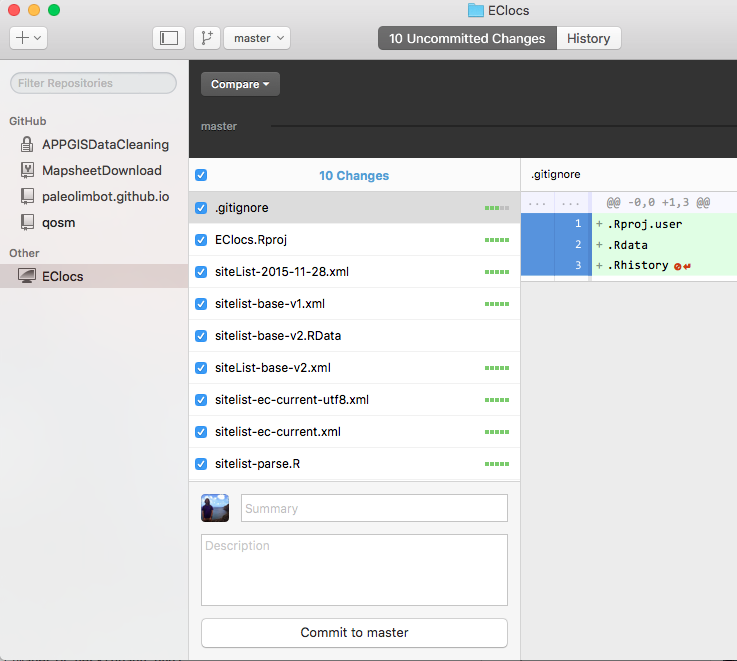 EClocs
master
10 Uncommitted Changes
History
Filter Repositories
Compare
GitHub
master
APPGISDataCleaning
MapsheetDownload
paleolimbot.github.io
qosm
Other
EClocs
10 Changes
.gitignore
EClocs.Rproj
siteList-2015-11-28.xml
sitelist-base-v1.xml
sitelist-base-v2.RData
siteList-base-v2.xml
sitelist-ec-current-utf8.xml
sitelist-ec-current.xml
sitelist-parse.R
Summary
Description
Commit to master
.gitignore
... ... @@ -0,0 +1,3 @@
1 + .Rproj.user
2 + .Rdata
3 + .Rhistory